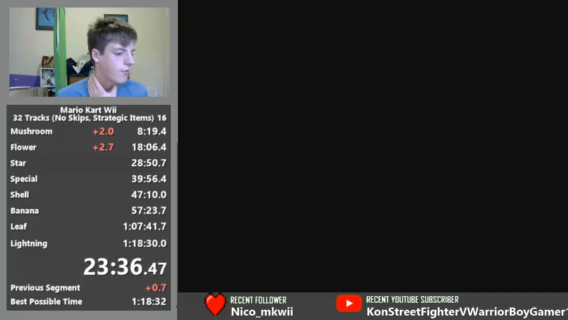 Mario Kart Wii
32 Tracks (No Skips, Strategic Items) 16
Mushroom +2.0 8:19.4
Flower +2.7 18:06.4
Star 28:50.7
Special 39:56.4
Shell 47:10.0
Banana 57:23.7
Leaf 1:07:41.7
Lightning 1:18:30.0
23:36.47
Previous Segment +0.7
Best Possible Time 1:18:32
RECENT FOLLOWER
Nico_mkwii
RECENT YOUTUBE SUBSCRIBER
KonStreetFighterVWarriorBoyGamer